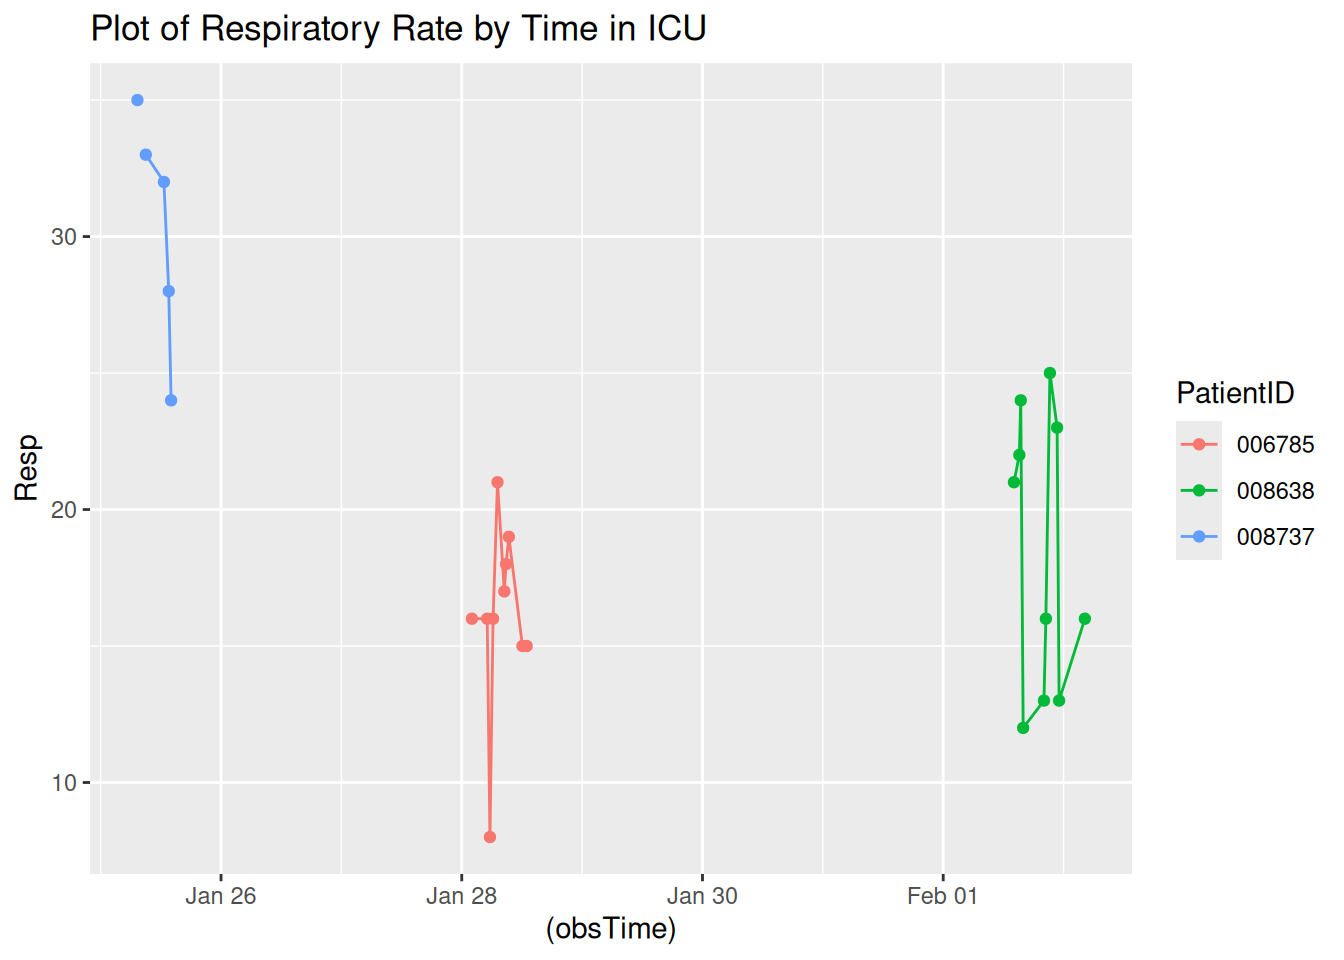 Plot of Respiratory Rate by Time in ICU
Resp
30
20
10
Jan 26
Jan 28
Jan 30
Feb 01
(obsTime)
PatientID
006785
008638
008737